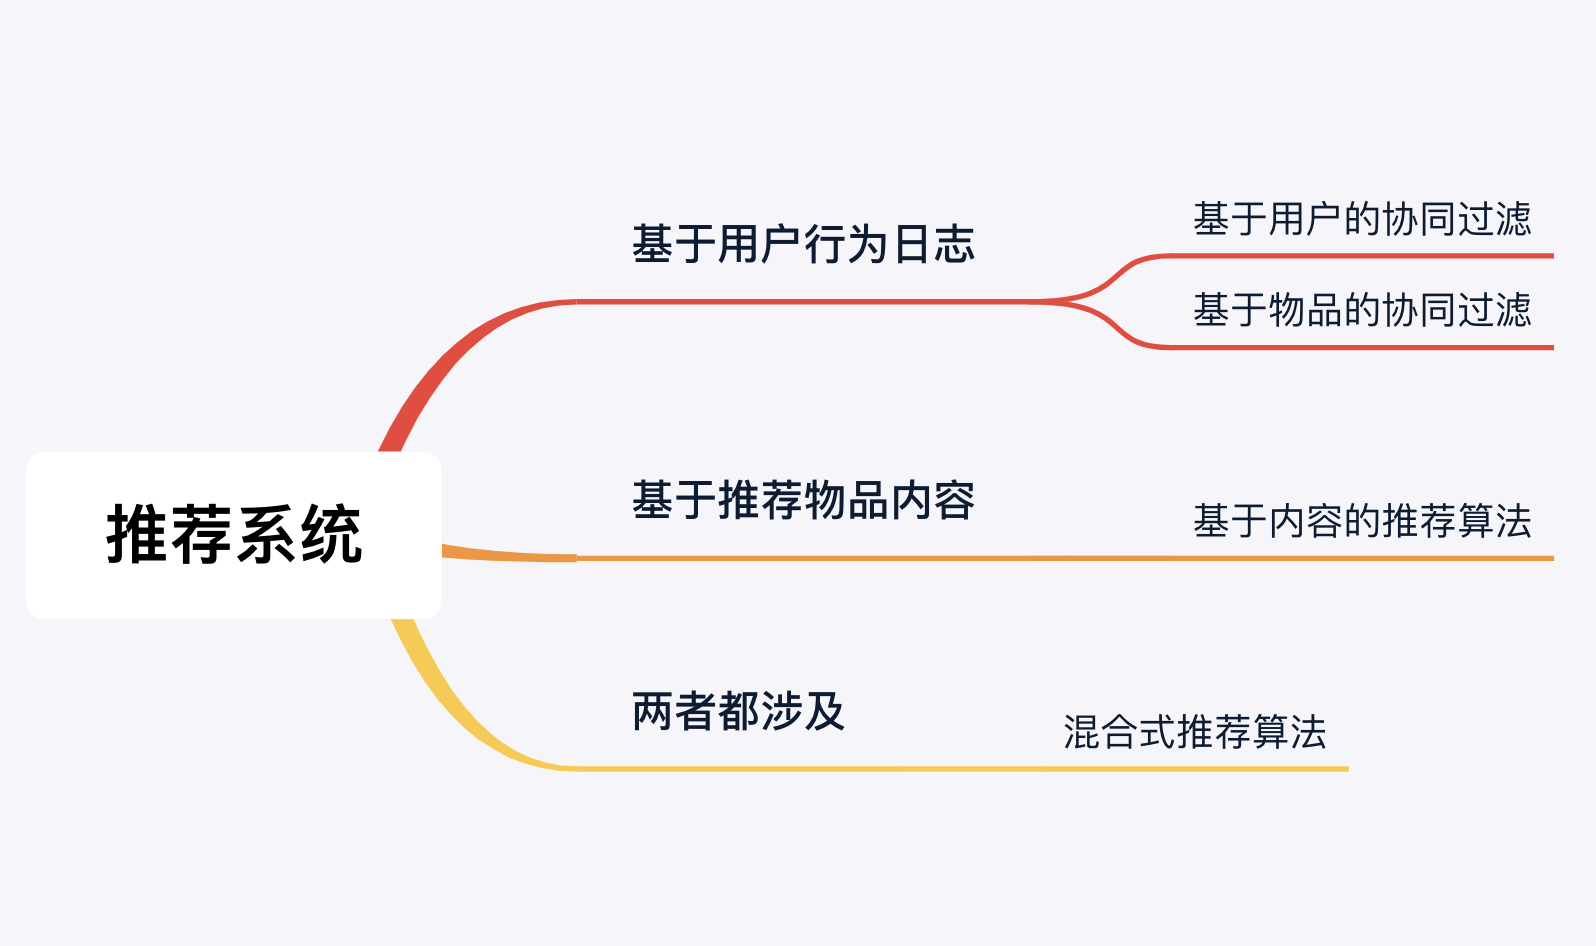 推荐系统
基于用户行为日志
基于用户的协同过滤
基于物品的协同过滤
基于推荐物品内容
基于内容的推荐算法
两者都涉及
混合式推荐算法